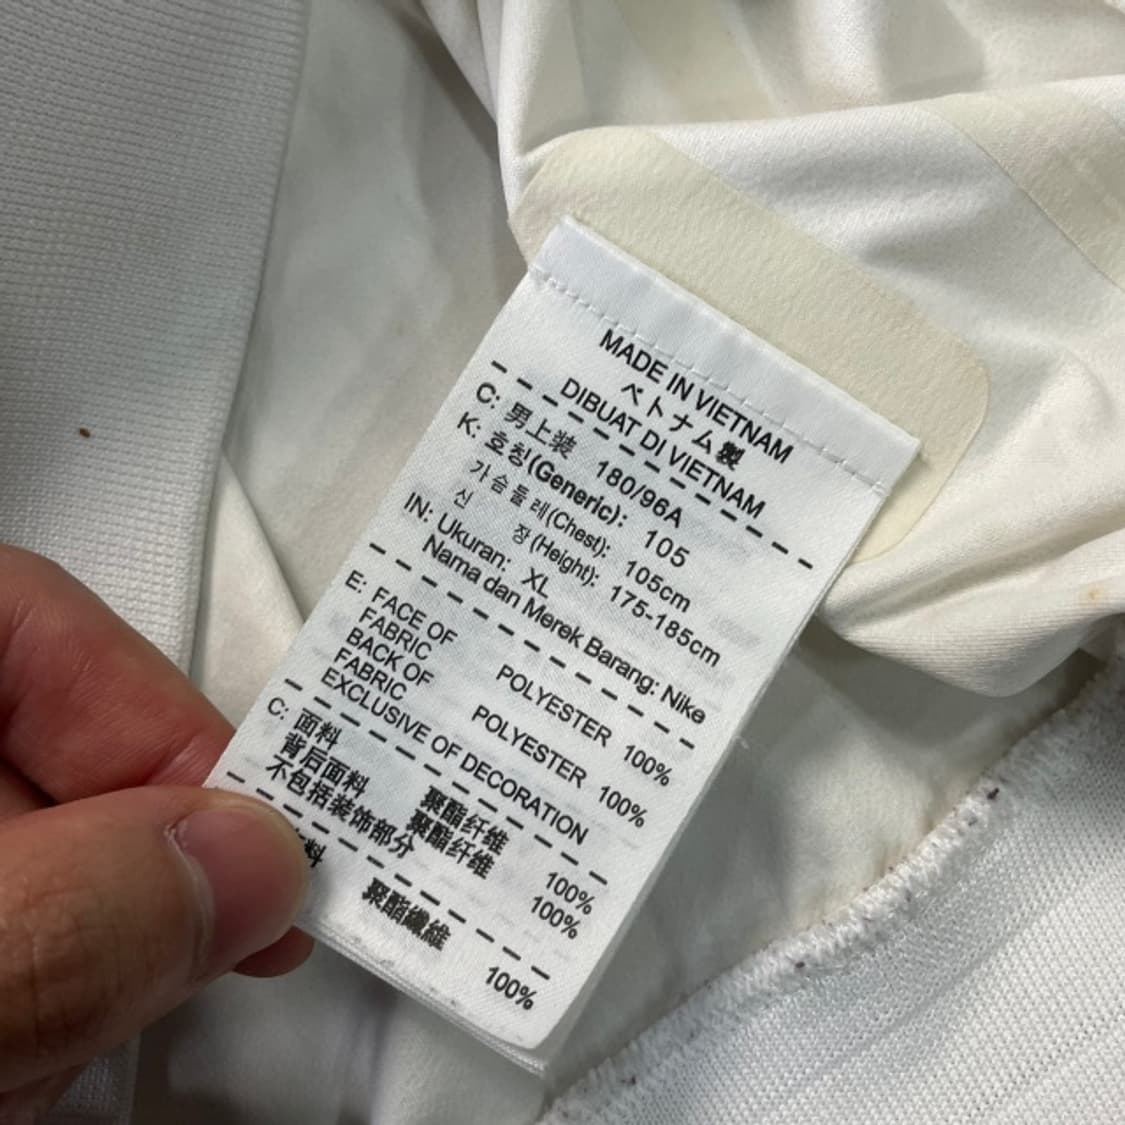 MADE IN VIETNAM
ベトナム製
DIBUAT DI VIETNAM
C: 男上装 180/96A
K: 호칭(Generic): 105
가슴둘레(Chest): 105cm
신 장(Height): 175-185cm
IN: Ukuran: XL
Nama dan Merek Barang: Nike
E: FACE OF
FABRIC POLYESTER 100%
BACK OF
FABRIC POLYESTER 100%
EXCLUSIVE OF DECORATION
C: 面料 聚酯纤维 100%
背后面料 聚酯纤维 100%
不包括装饰部分
料
聚酯纖維 100%